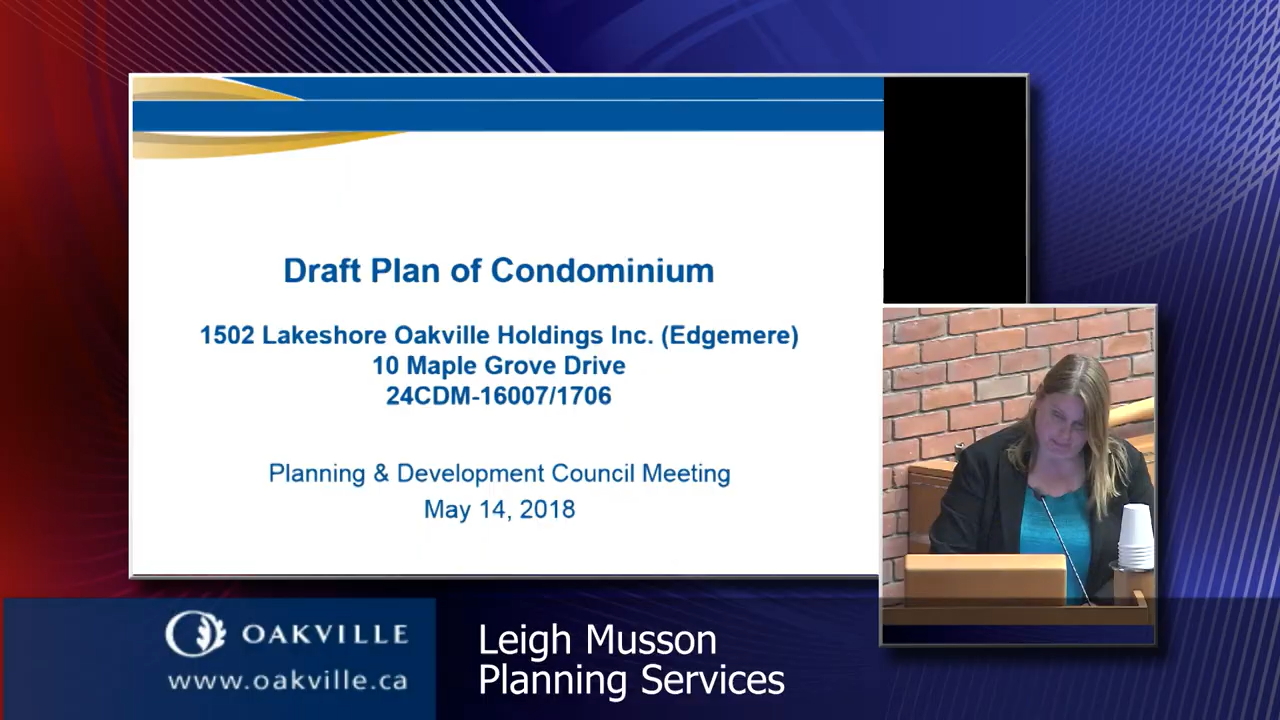 Draft Plan of Condominium
1502 Lakeshore Oakville Holdings Inc. (Edgemere)
10 Maple Grove Drive
24CDM-16007/1706
Planning & Development Council Meeting
May 14, 2018
OAKVILLE
www.oakville.ca
Leigh Musson
Planning Services